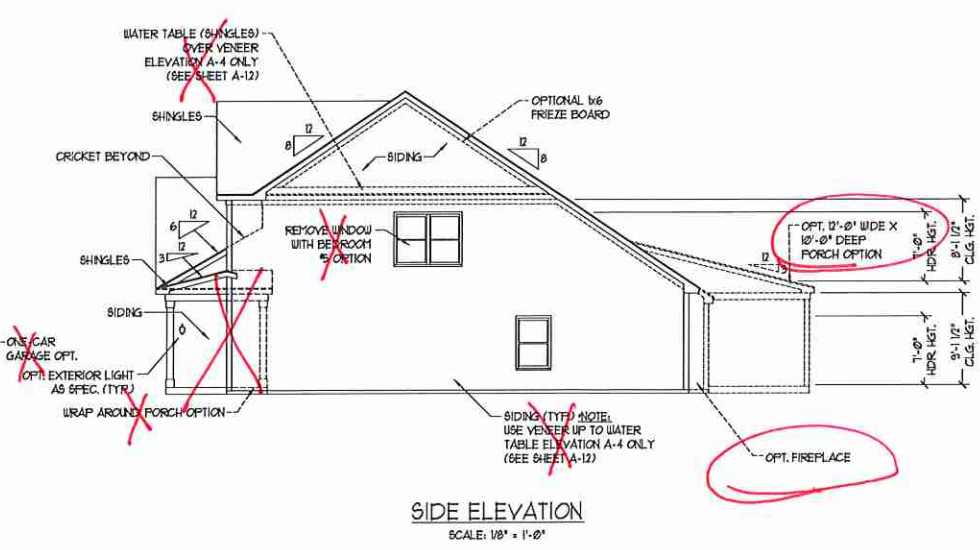 WATER TABLE (SHINGLES)
OVER VENEER
ELEVATION A-4 ONLY
(SEE SHEET A-12)
SHINGLES
12
8
OPTIONAL 1x6
FRIEZE BOARD
12
8
SIDING
CRICKET BEYOND
12
6
12
3
SHINGLES
REMOVE WINDOW
WITH BEDROOM
#5 OPTION
OPT. 12'-0" WIDE X
10'-0" DEEP
PORCH OPTION
12
3
7'-0"
HDR. HGT.
8'-1 1/2"
CLG. HGT.
SIDING
ONE-CAR
GARAGE OPT.
OPT. EXTERIOR LIGHT
AS SPEC. (TYP.)
WRAP AROUND PORCH OPTION
7'-0"
HDR. HGT.
9'-1 1/2"
CLG. HGT.
SIDING (TYP.) NOTE:
USE VENEER UP TO WATER
TABLE ELEVATION A-4 ONLY
(SEE SHEET A-12)
OPT. FIREPLACE
SIDE ELEVATION
SCALE: 1/8" = 1'-0"